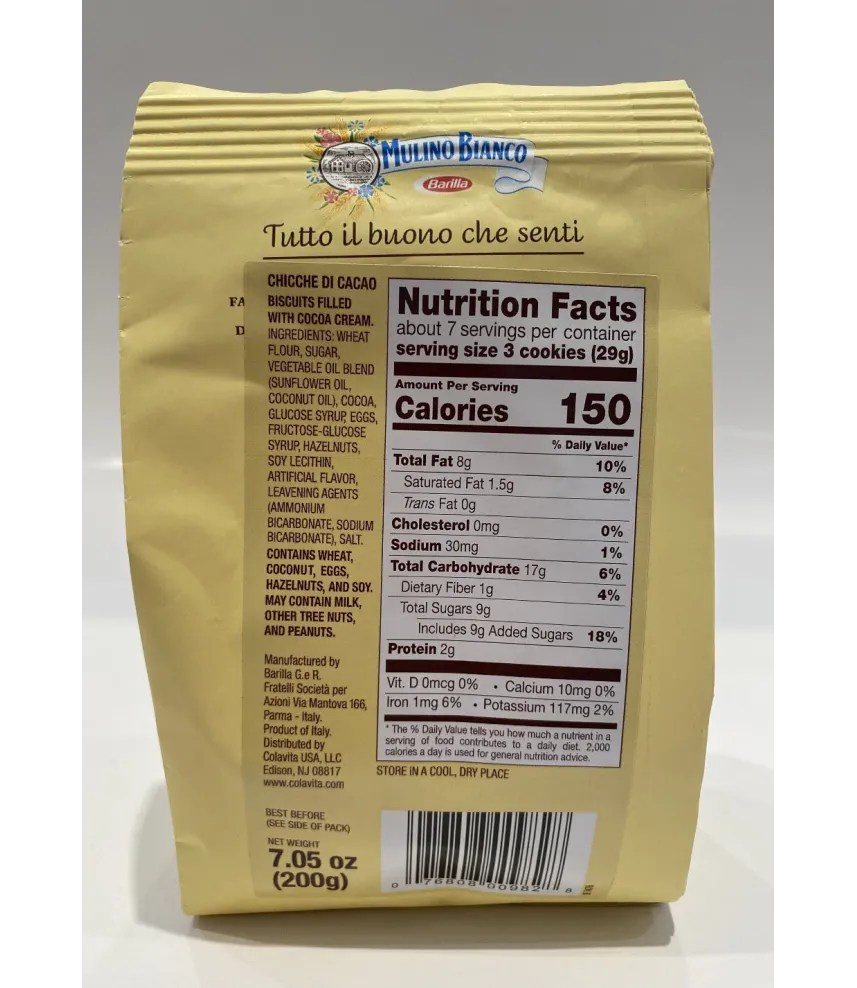 MULINO BIANCO
Barilla
Tutto il buono che senti
FA
D
CHICCHE DI CACAO
BISCUITS FILLED
WITH COCOA CREAM.
INGREDIENTS: WHEAT
FLOUR, SUGAR,
VEGETABLE OIL BLEND
(SUNFLOWER OIL,
COCONUT OIL), COCOA,
GLUCOSE SYRUP, EGGS,
FRUCTOSE-GLUCOSE
SYRUP, HAZELNUTS,
SOY LECITHIN,
ARTIFICIAL FLAVOR,
LEAVENING AGENTS
(AMMONIUM
BICARBONATE, SODIUM
BICARBONATE), SALT.
CONTAINS WHEAT,
COCONUT, EGGS,
HAZELNUTS, AND SOY.
MAY CONTAIN MILK,
OTHER TREE NUTS,
AND PEANUTS.
Manufactured by
Barilla G.e R.
Fratelli Società per
Azioni Via Mantova 166,
Parma - Italy.
Product of Italy.
Distributed by
Colavita USA, LLC
Edison, NJ 08817
www.colavita.com
BEST BEFORE
(SEE SIDE OF PACK)
NET WEIGHT
7.05 oz
(200g)
Nutrition Facts
about 7 servings per container
serving size 3 cookies (29g)
Amount Per Serving
Calories 150
% Daily Value*
Total Fat 8g 10%
Saturated Fat 1.5g 8%
Trans Fat 0g
Cholesterol 0mg 0%
Sodium 30mg 1%
Total Carbohydrate 17g 6%
Dietary Fiber 1g 4%
Total Sugars 9g
Includes 9g Added Sugars 18%
Protein 2g
Vit. D 0mcg 0% • Calcium 10mg 0%
Iron 1mg 6% • Potassium 117mg 2%
* The % Daily Value tells you how much a nutrient in a
serving of food contributes to a daily diet. 2,000
calories a day is used for general nutrition advice.
STORE IN A COOL, DRY PLACE
0 76808 00982 8